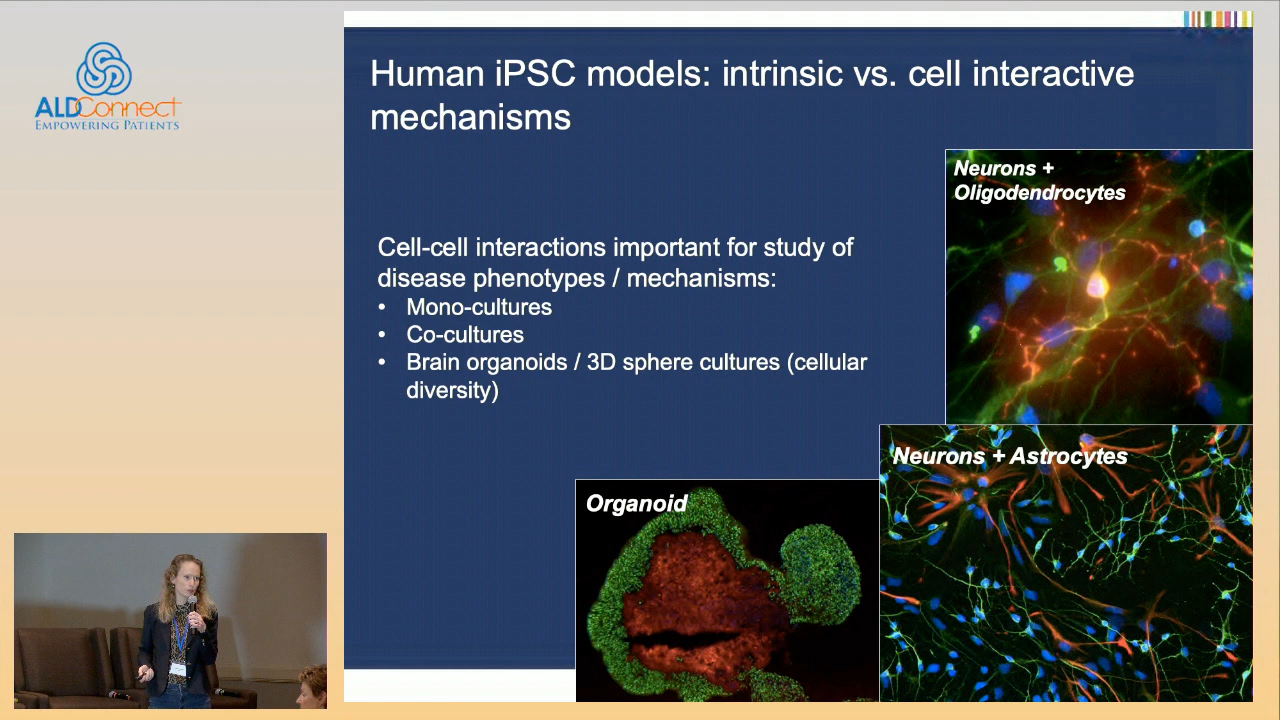 ALDConnect
EMPOWERING PATIENTS
Human iPSC models: intrinsic vs. cell interactive
mechanisms
Cell-cell interactions important for study of
disease phenotypes / mechanisms:
• Mono-cultures
• Co-cultures
• Brain organoids / 3D sphere cultures (cellular
diversity)
Neurons +
Oligodendrocytes
Neurons + Astrocytes
Organoid